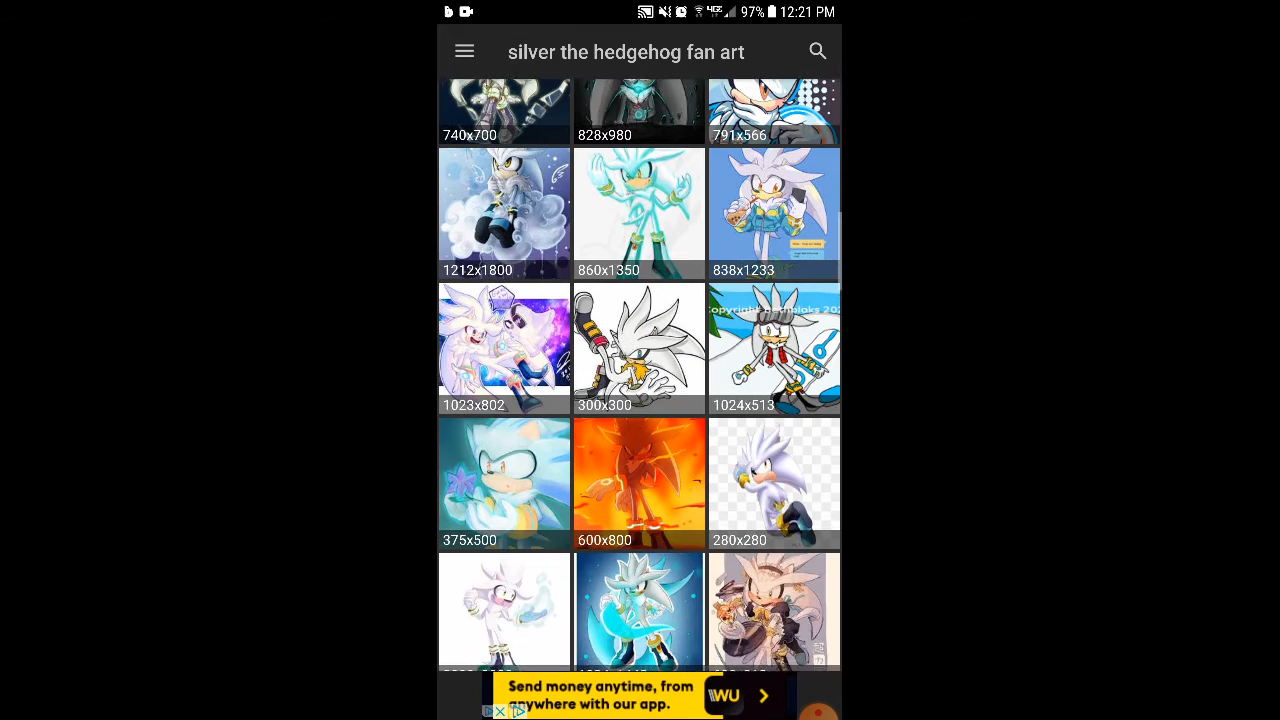 97% 12:21 PM
silver the hedgehog fan art
740x700 828x980 791x566
1212x1800 860x1350 838x1233
Copyright
1023x802 300x300 1024x513
375x500 600x800 280x280
Send money anytime, from
anywhere with our app.
WU